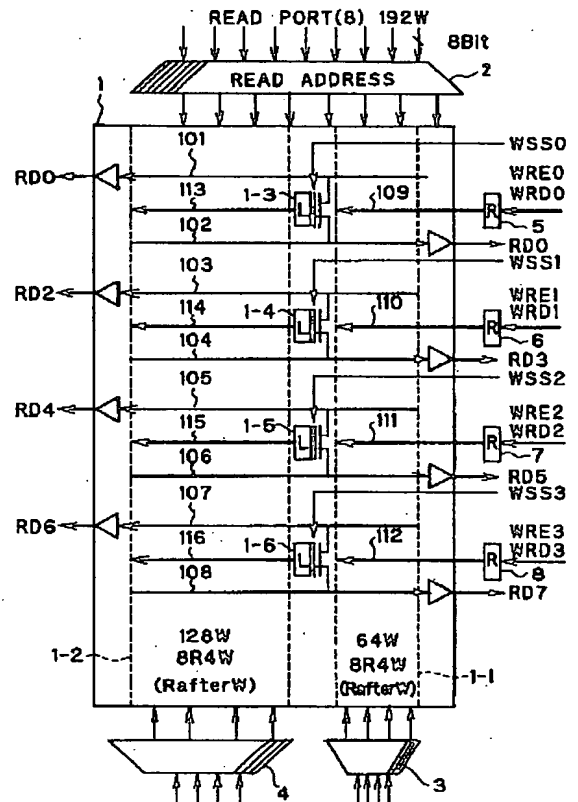 READ PORT(8) 192W
8Bit
READ ADDRESS
2
1
101
WSS0
RD0
WRE0
WRD0
113
1-3
L
109
R
5
102
RD0
103
WSS1
RD2
WRE1
WRD1
114
1-4
L
110
R
6
104
RD3
105
WSS2
RD4
WRE2
WRD2
115
1-5
L
111
R
7
106
RD5
107
WSS3
RD6
WRE3
WRD3
116
1-6
L
112
R
8
108
RD7
1-2
128W
8R4W
(RafterW)
64W
8R4W
(RafterW)
1-1
4
3